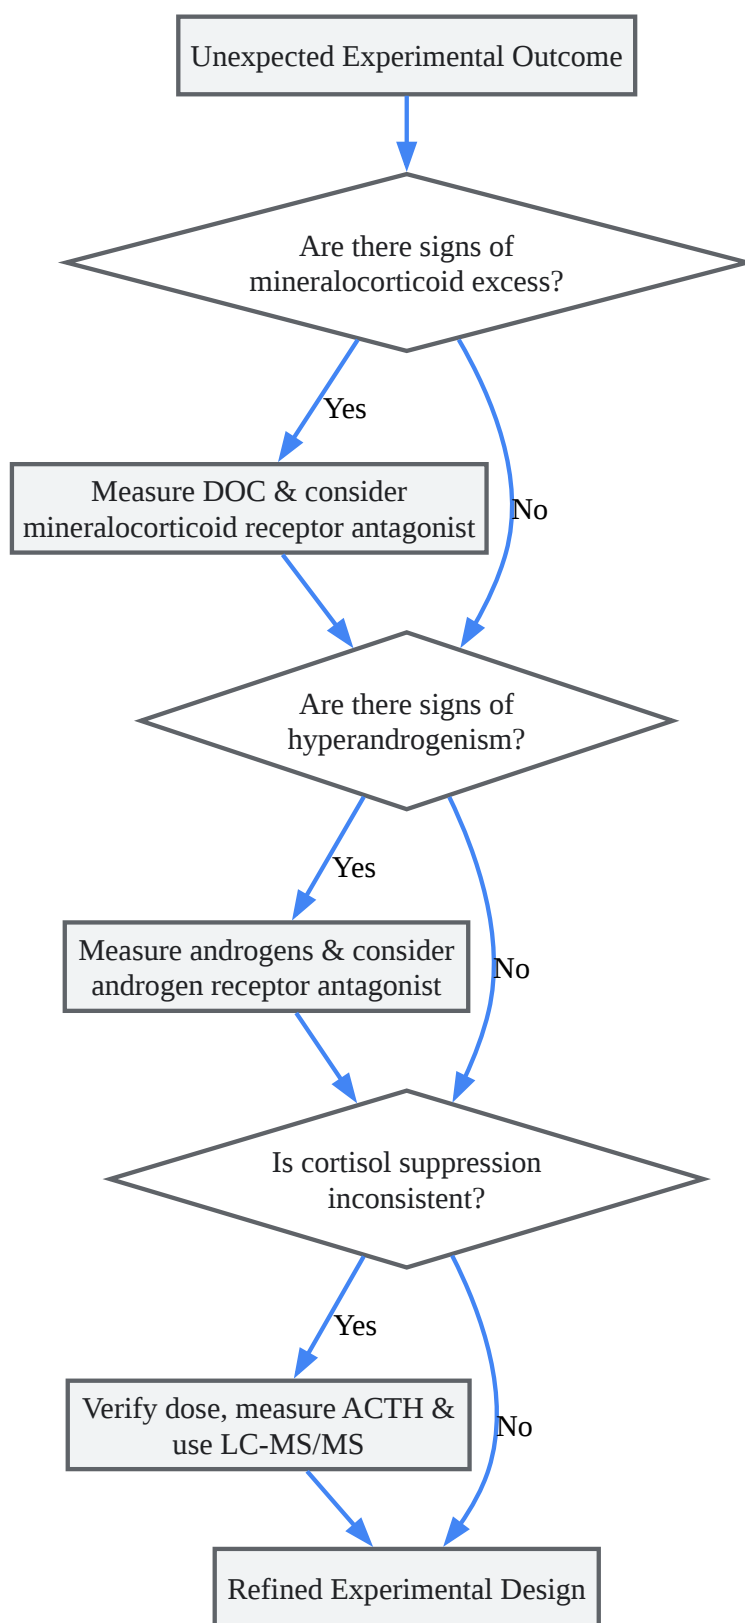 Unexpected Experimental Outcome
Are there signs of
mineralocorticoid excess?
Yes
Measure DOC & consider
mineralocorticoid receptor antagonist
No
Are there signs of
hyperandrogenism?
Yes
Measure androgens & consider
androgen receptor antagonist
No
Is cortisol suppression
inconsistent?
Yes
Verify dose, measure ACTH &
use LC-MS/MS
No
Refined Experimental Design